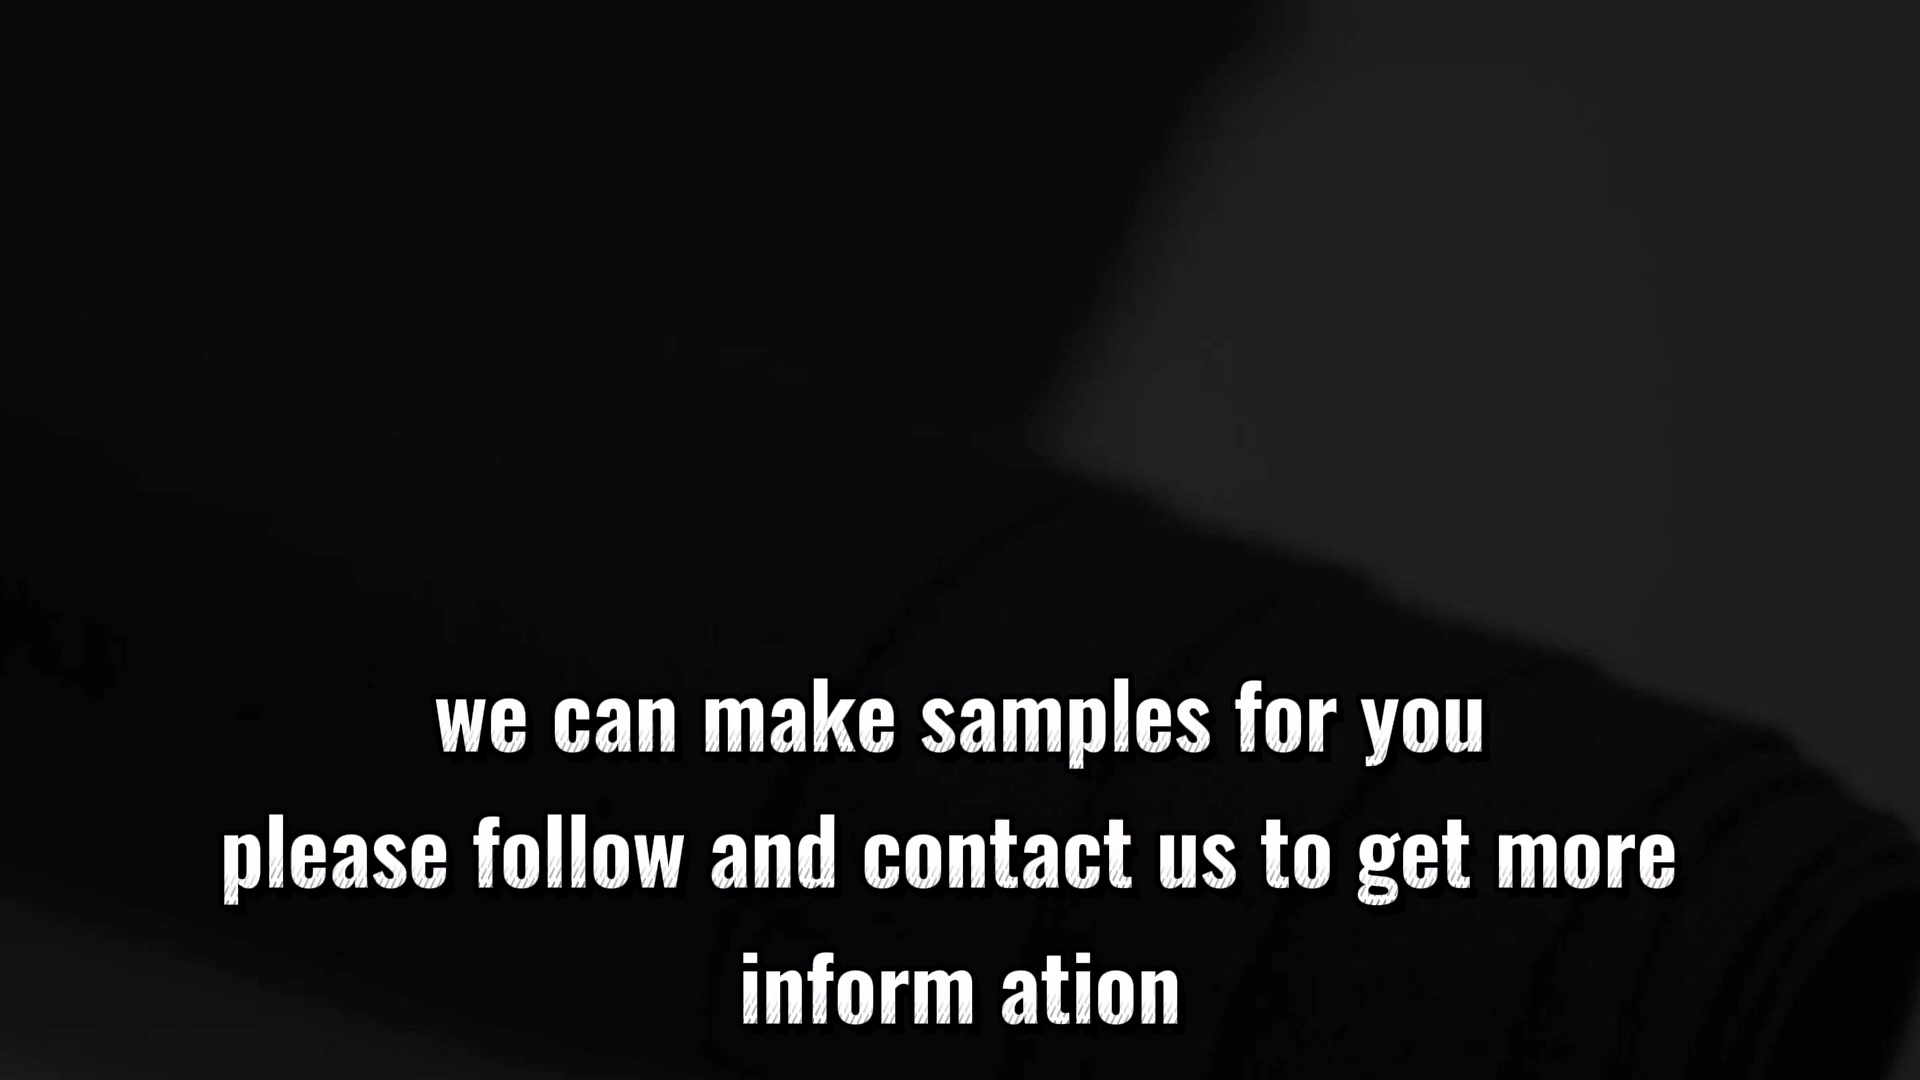 we can make samples for you
please follow and contact us to get more
inform ation